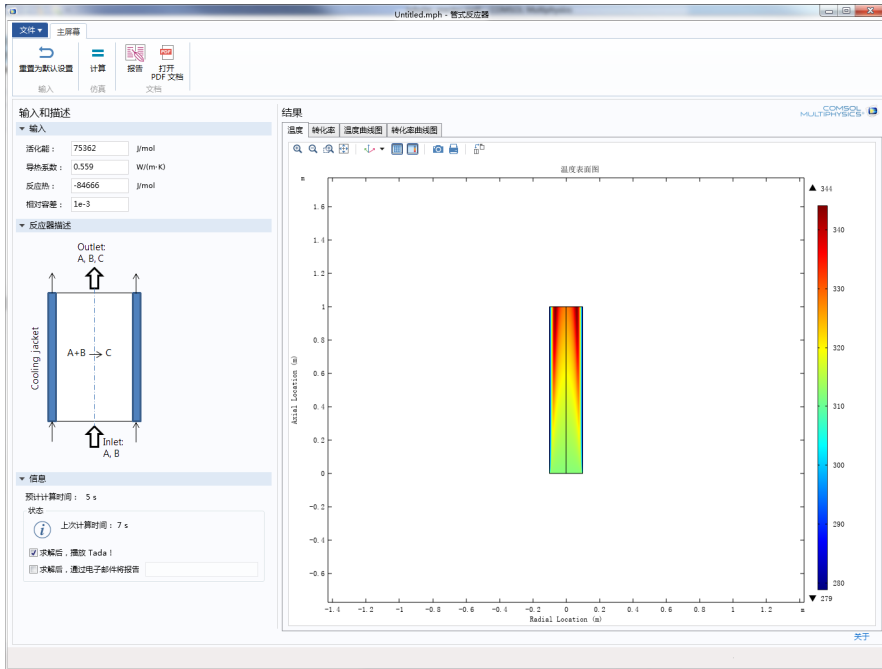 Untitled.mph - 管式反应器
文件▼ 主屏幕
重置为默认设置 计算 报告 打开
PDF
PDF 文档
输入 仿真 文档
输入和描述
输入
活化能： 75362 J/mol
导热系数： 0.559 W/(m·K)
反应热： -84666 J/mol
相对容差： 1e-3
反应器描述
Outlet:
A, B, C
Cooling jacket
A+B → C
Inlet:
A, B
信息
预计计算时间： 5 s
状态
上次计算时间： 7 s
求解后，播放 Tada！
求解后，通过电子邮件将报告
结果
COMSOL
MULTIPHYSICS®
温度 转化率 温度曲线图 转化率曲线图
温度表面图
m
1.6
1.4
1.2
1
0.8
0.6
0.4
0.2
0
-0.2
-0.4
-0.6
Axial Location (m)
-1.4 -1.2 -1 -0.8 -0.6 -0.4 -0.2 0 0.2 0.4 0.6 0.8 1 1.2 m
Radial Location (m)
▲ 344
340
330
320
310
300
290
280
▼ 279
关于